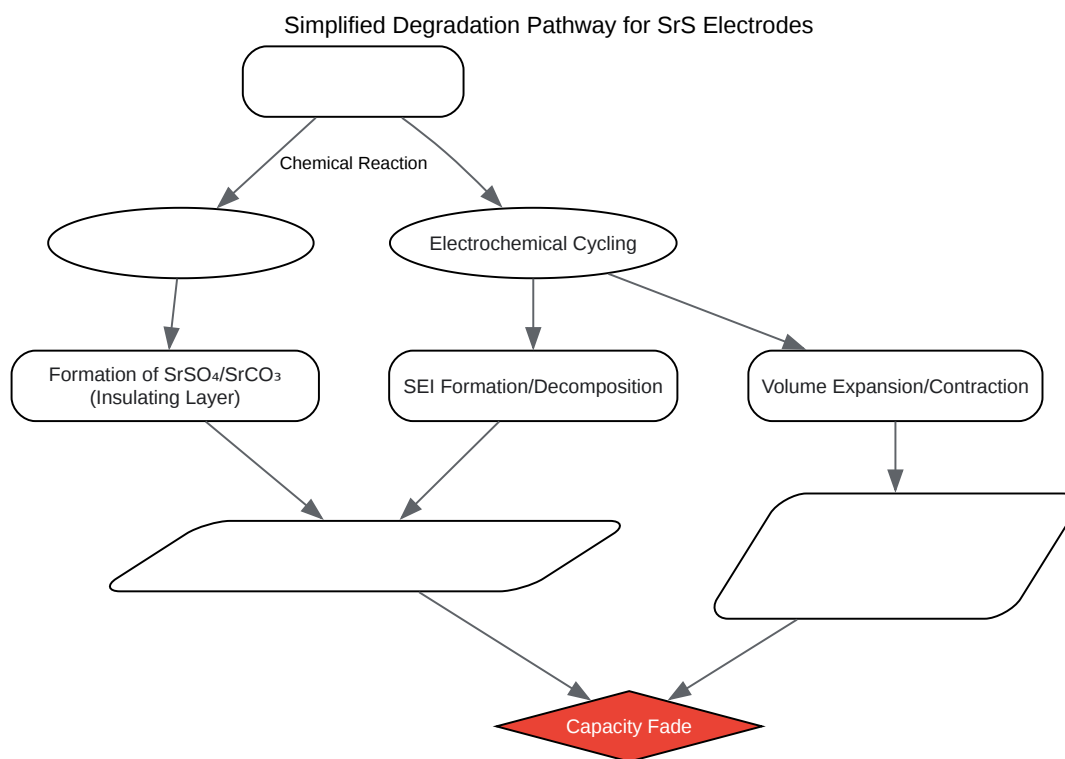 Simplified Degradation Pathway for SrS Electrodes
Chemical Reaction
Electrochemical Cycling
Formation of SrSO₄/SrCO₃
(Insulating Layer)
SEI Formation/Decomposition
Volume Expansion/Contraction
Capacity Fade